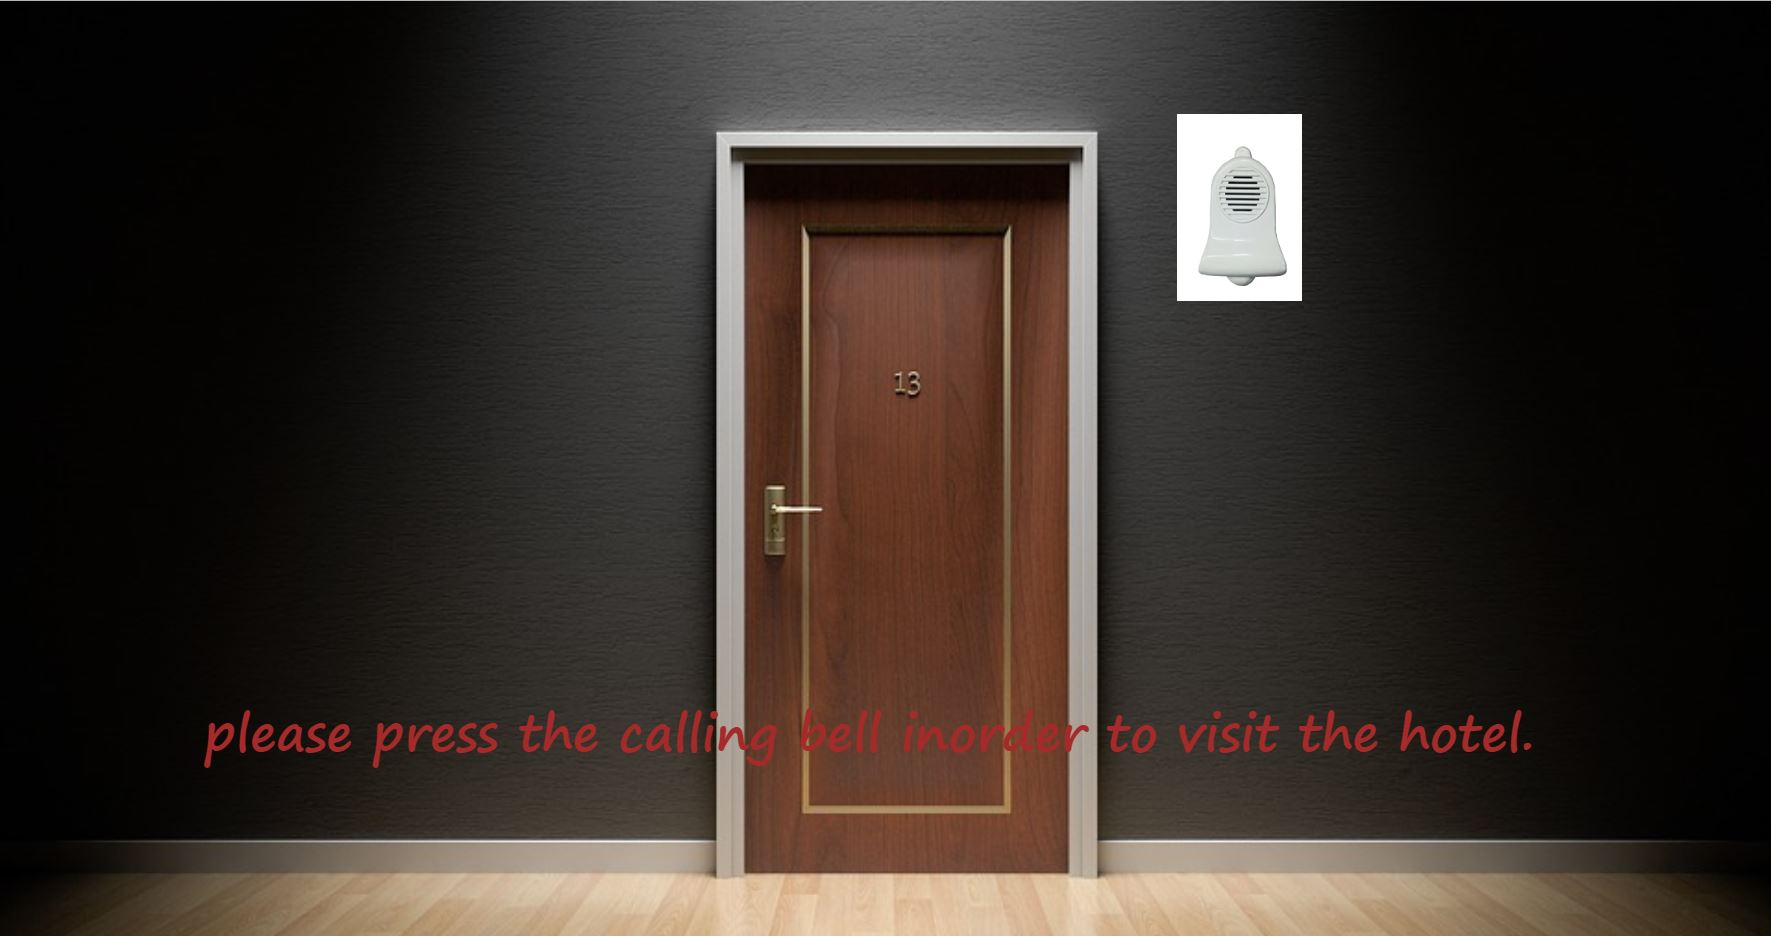 13
please press the calling bell inorder to visit the hotel.